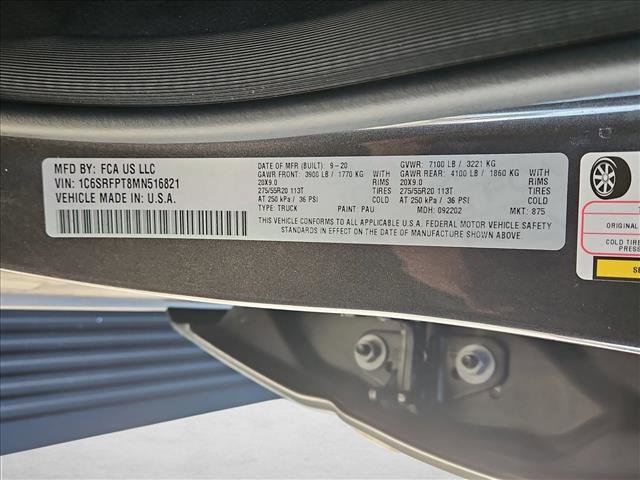 MFD BY: FCA US LLC
VIN: 1C6SRFPT8MN516821
VEHICLE MADE IN: U.S.A.
DATE OF MFR (BUILT): 9-20 GVWR: 7100 LB / 3221 KG
GAWR FRONT: 3900 LB / 1770 KG GAWR REAR: 4100 LB / 1860 KG
20X9.0 RIMS 20X9.0 RIMS
275/55R20 113T TIRES 275/55R20 113T TIRES
AT 250 kPa / 36 PSI COLD AT 250 kPa / 36 PSI COLD
TYPE: TRUCK PAINT: PAU MDH: 092202 MKT: 875
THIS VEHICLE CONFORMS TO ALL APPLICABLE U.S.A. FEDERAL MOTOR VEHICLE SAFETY
STANDARDS IN EFFECT ON THE DATE OF MANUFACTURE SHOWN ABOVE.
ORIGINAL
COLD TIRE
PRESS
SE